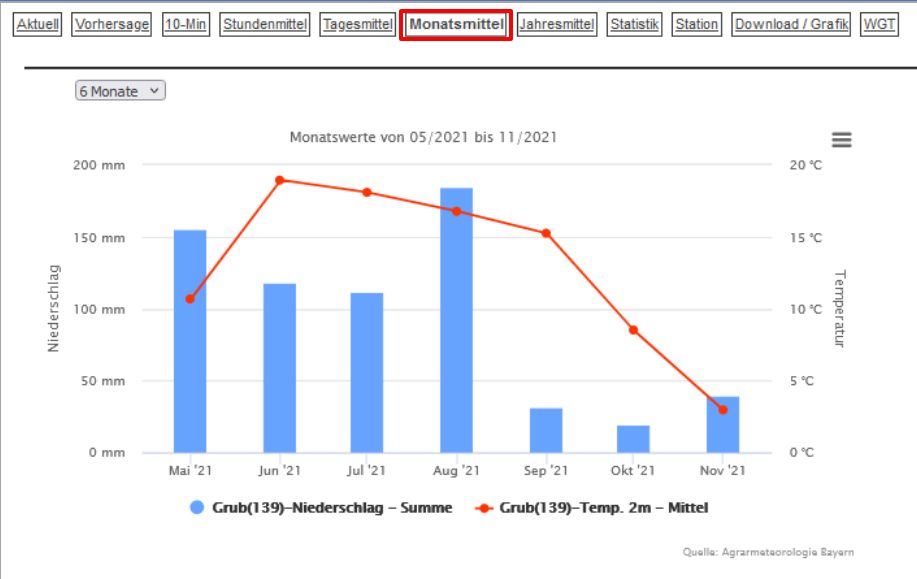 Aktuell Vorhersage 10-Min Stundenmittel Tagesmittel Monatsmittel Jahresmittel Statistik Station Download / Grafik WGT
6 Monate
Monatswerte von 05/2021 bis 11/2021
200 mm 20 °C
150 mm 15 °C
Niederschlag
Temperatur
100 mm 10 °C
50 mm 5 °C
0 mm 0 °C
Mai '21 Jun '21 Jul '21 Aug '21 Sep '21 Okt '21 Nov '21
Grub(139)-Niederschlag - Summe Grub(139)-Temp. 2m - Mittel
Quelle: Agrarmeteorologie Bayern